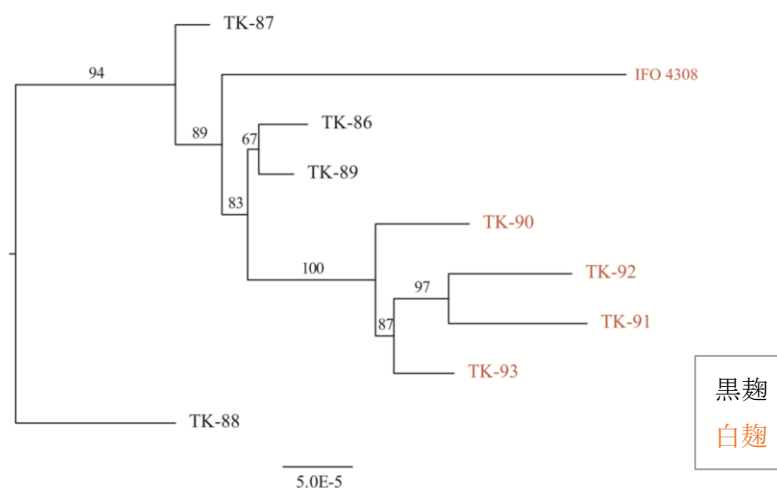 TK-87
94
IFO 4308
TK-86
89
67
TK-89
83
TK-90
100
TK-92
97
TK-91
87
TK-93
黒麹
白麹
TK-88
5.0E-5